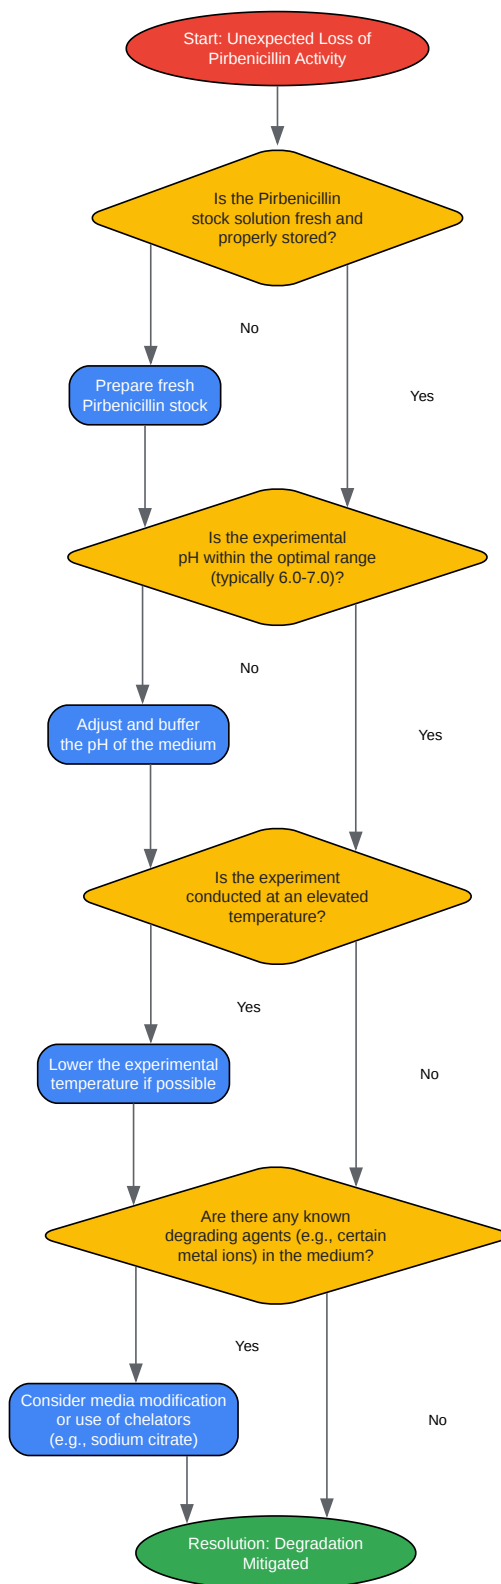 Start: Unexpected Loss of
Pirbenicillin Activity
Is the Pirbenicillin
stock solution fresh and
properly stored?
No
Prepare fresh
Pirbenicillin stock
Yes
Is the experimental
pH within the optimal range
(typically 6.0-7.0)?
No
Adjust and buffer
the pH of the medium
Yes
Is the experiment
conducted at an elevated
temperature?
Yes
Lower the experimental
temperature if possible
No
Are there any known
degrading agents (e.g., certain
metal ions) in the medium?
Yes
Consider media modification
or use of chelators
(e.g., sodium citrate)
No
Resolution: Degradation
Mitigated